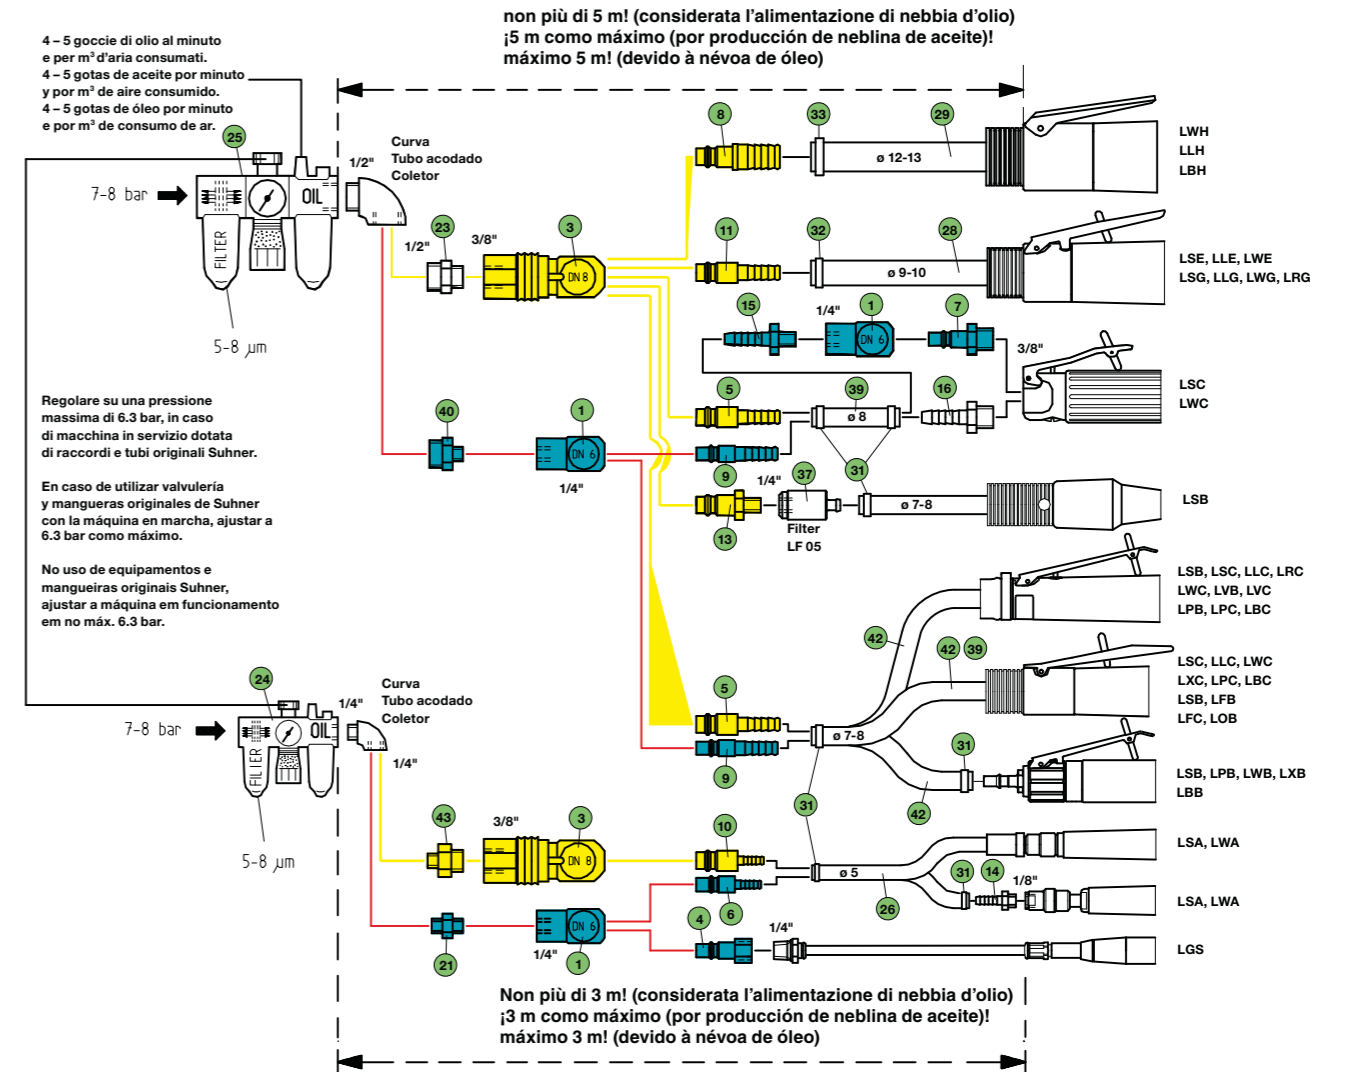 non più di 5 m! (considerata l'alimentazione di nebbia d'olio)
¡5 m como máximo (por producción de neblina de aceite)!
máximo 5 m! (devido à névoa de óleo)
4 – 5 goccie di olio al minuto
e per m³ d'aria consumati.
4 – 5 gotas de aceite por minuto
y por m³ de aire consumido.
4 – 5 gotas de óleo por minuto
e por m³ de consumo de ar.
25
7-8 bar
FILTER
OIL
5-8 µm
1/2"
Curva
Tubo acodado
Coletor
1/2"
23
3/8"
3
DN 8
8
33
29
ø 12-13
LWH
LLH
LBH
11
32
28
ø 9-10
LSE, LLE, LWE
LSG, LLG, LWG, LRG
15
1/4"
1
DN 6
7
3/8"
5
39
ø 8
16
LSC
LWC
40
1
DN 6
1/4"
9
31
1/4"
37
13
Filter
LF 05
ø 7-8
LSB
Regolare su una pressione
massima di 6.3 bar, in caso
di macchina in servizio dotata
di raccordi e tubi originali Suhner.
En caso de utilizar valvulería
y mangueras originales de Suhner
con la máquina en marcha, ajustar a
6.3 bar como máximo.
No uso de equipamentos e
mangueiras originais Suhner,
ajustar a máquina em funcionamento
em no máx. 6.3 bar.
LSB, LSC, LLC, LRC
LWC, LVB, LVC
LPB, LPC, LBC
42
42
39
LSC, LLC, LWC
LXC, LPC, LBC
LSB, LFB
LFC, LOB
5
ø 7-8
9
31
31
42
LSB, LPB, LWB, LXB
LBB
24
7-8 bar
FILTER
OIL
5-8 µm
1/4"
Curva
Tubo acodado
Coletor
1/4"
43
3/8"
3
DN 8
10
LSA, LWA
ø 5
6
26
31
14
1/8"
LSA, LWA
21
DN 6
1/4"
1
4
1/4"
LGS
Non più di 3 m! (considerata l'alimentazione di nebbia d'olio)
¡3 m como máximo (por producción de neblina de aceite)!
máximo 3 m! (devido à névoa de óleo)